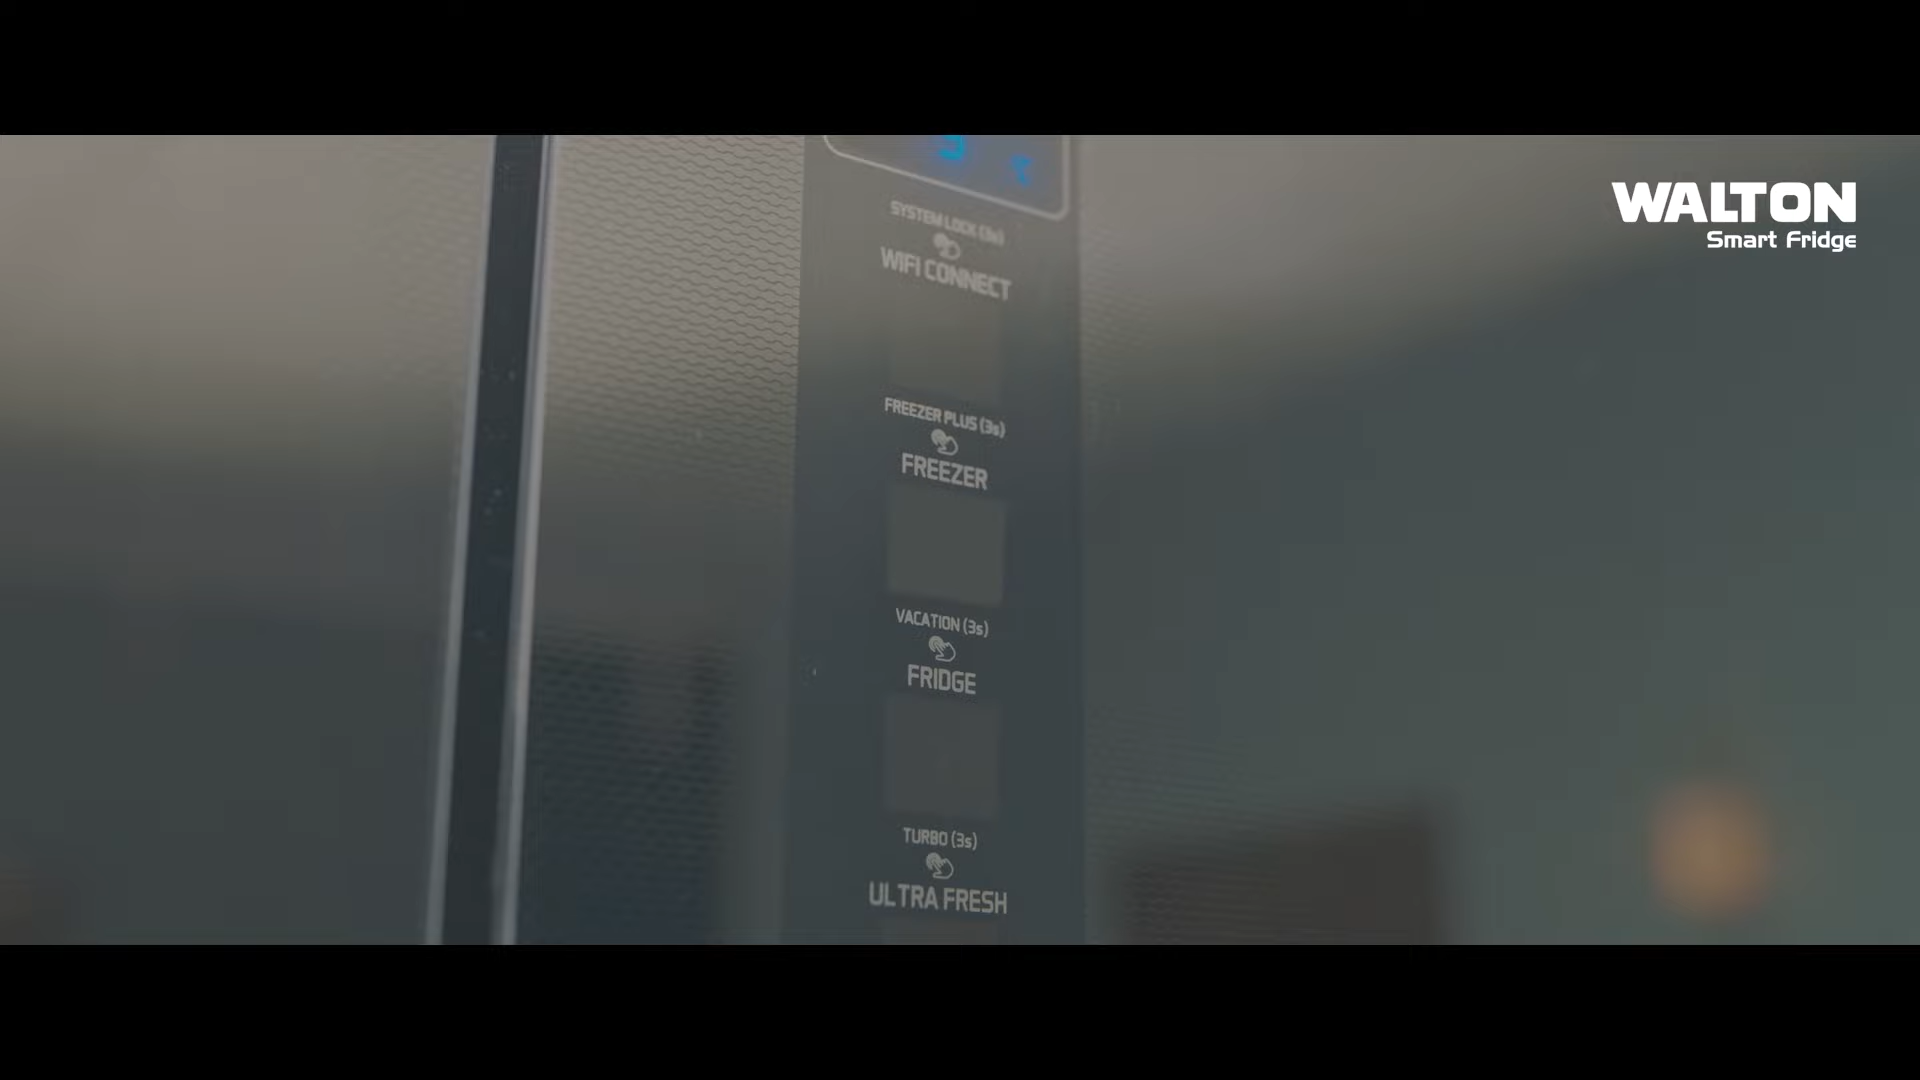 WALTON
Smart Fridge
℃
SYSTEM LOCK (3s)
WIFI CONNECT
FREEZER PLUS (3s)
FREEZER
VACATION (3s)
FRIDGE
TURBO (3s)
ULTRA FRESH